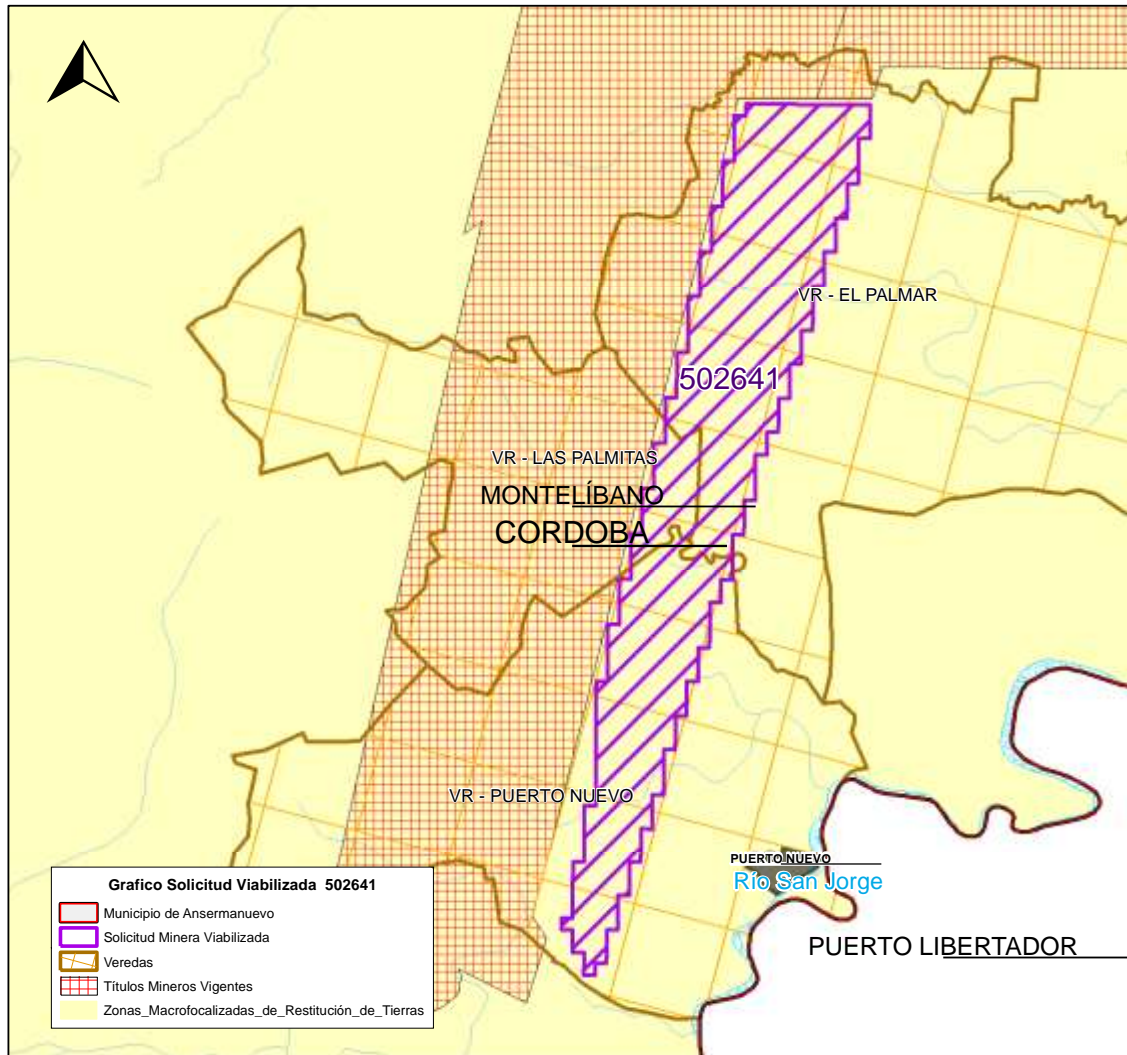 VR - EL PALMAR
502641
VR - LAS PALMITAS
MONTELÍBANO
CORDOBA
VR - PUERTO NUEVO
PUERTO NUEVO
Río San Jorge
PUERTO LIBERTADOR
Grafico Solicitud Viabilizada 502641
Municipio de Ansermanuevo
Solicitud Minera Viabilizada
Veredas
Títulos Mineros Vigentes
Zonas_Macrofocalizadas_de_Restitución_de_Tierras